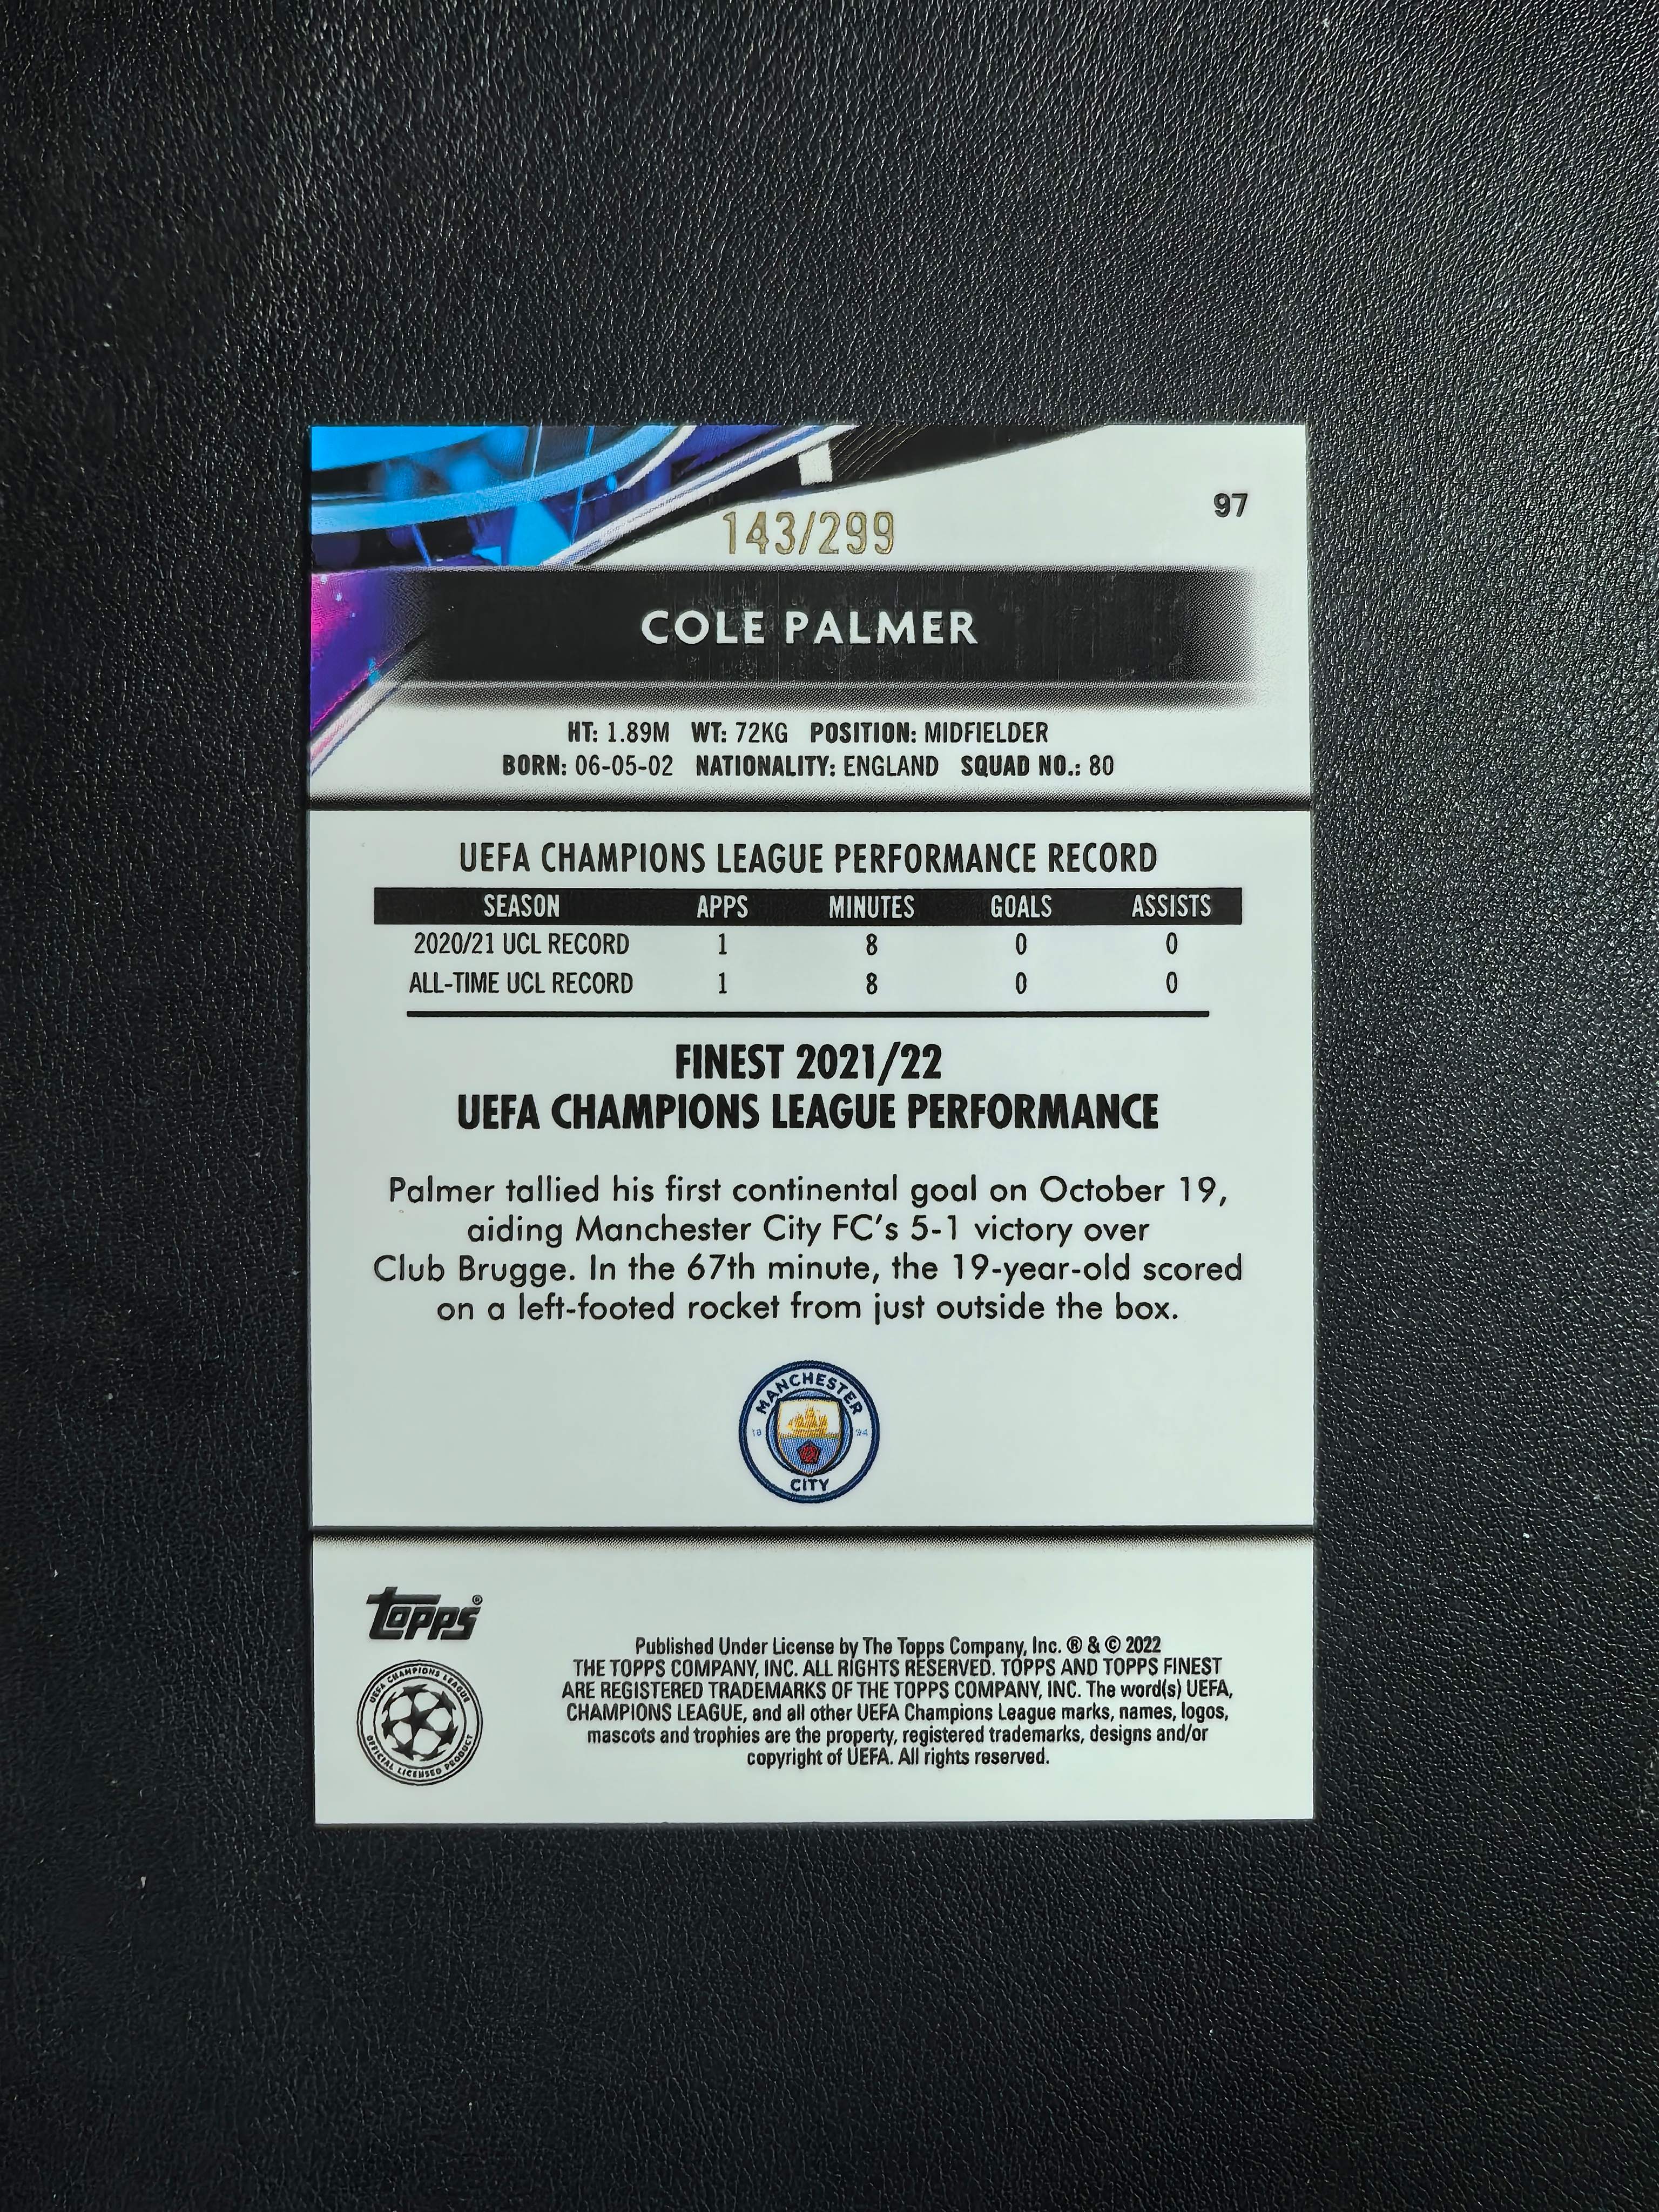 97
143/299
COLE PALMER
HT: 1.89M WT: 72KG POSITION: MIDFIELDER
BORN: 06-05-02 NATIONALITY: ENGLAND SQUAD NO.: 80
UEFA CHAMPIONS LEAGUE PERFORMANCE RECORD
SEASON APPS MINUTES GOALS ASSISTS
2020/21 UCL RECORD 1 8 0 0
ALL-TIME UCL RECORD 1 8 0 0
FINEST 2021/22
UEFA CHAMPIONS LEAGUE PERFORMANCE
Palmer tallied his first continental goal on October 19,
aiding Manchester City FC's 5-1 victory over
Club Brugge. In the 67th minute, the 19-year-old scored
on a left-footed rocket from just outside the box.
MANCHESTER
18 94
CITY
Topps®
UEFA CHAMPIONS LEAGUE
OFFICIAL LICENSED PRODUCT
Published Under License by The Topps Company, Inc. ® & © 2022
THE TOPPS COMPANY, INC. ALL RIGHTS RESERVED. TOPPS AND TOPPS FINEST
ARE REGISTERED TRADEMARKS OF THE TOPPS COMPANY, INC. The word(s) UEFA,
CHAMPIONS LEAGUE, and all other UEFA Champions League marks, names, logos,
mascots and trophies are the property, registered trademarks, designs and/or
copyright of UEFA. All rights reserved.